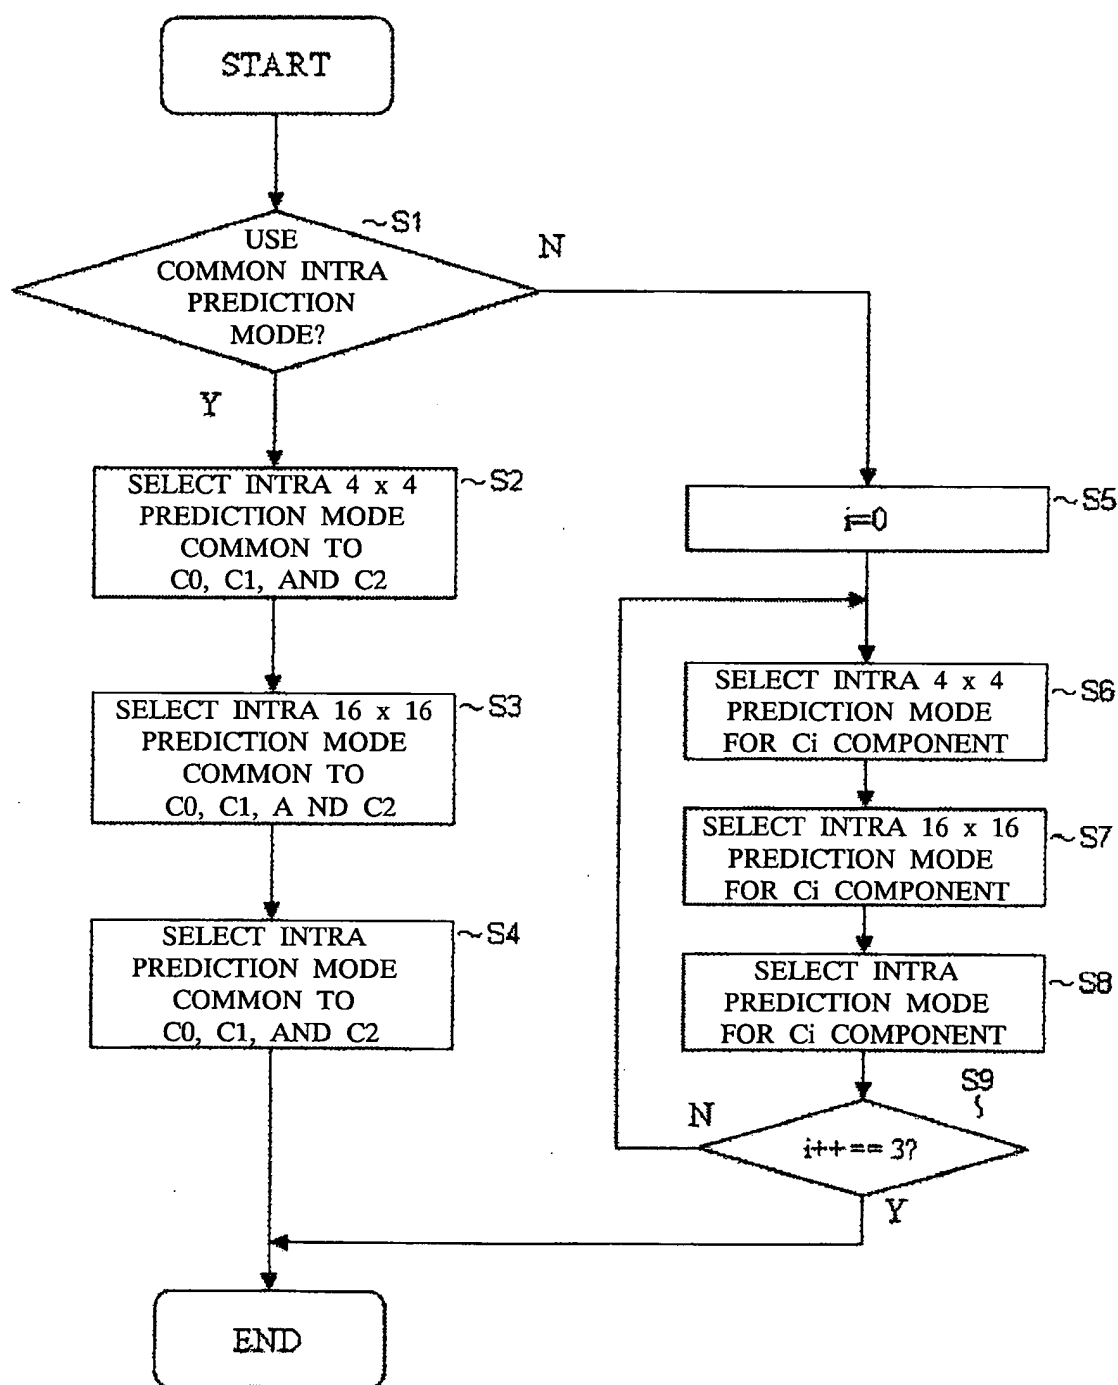 START
~S1
USE
COMMON INTRA
PREDICTION
MODE?
N
Y
SELECT INTRA 4 x 4
PREDICTION MODE
COMMON TO
C0, C1, AND C2
~S2
SELECT INTRA 16 x 16
PREDICTION MODE
COMMON TO
C0, C1, A ND C2
~S3
SELECT INTRA
PREDICTION MODE
COMMON TO
C0, C1, AND C2
~S4
i=0
~S5
SELECT INTRA 4 x 4
PREDICTION MODE
FOR Ci COMPONENT
~S6
SELECT INTRA 16 x 16
PREDICTION MODE
FOR Ci COMPONENT
~S7
SELECT INTRA
PREDICTION MODE
FOR Ci COMPONENT
~S8
S9
N
i++== 3?
Y
END